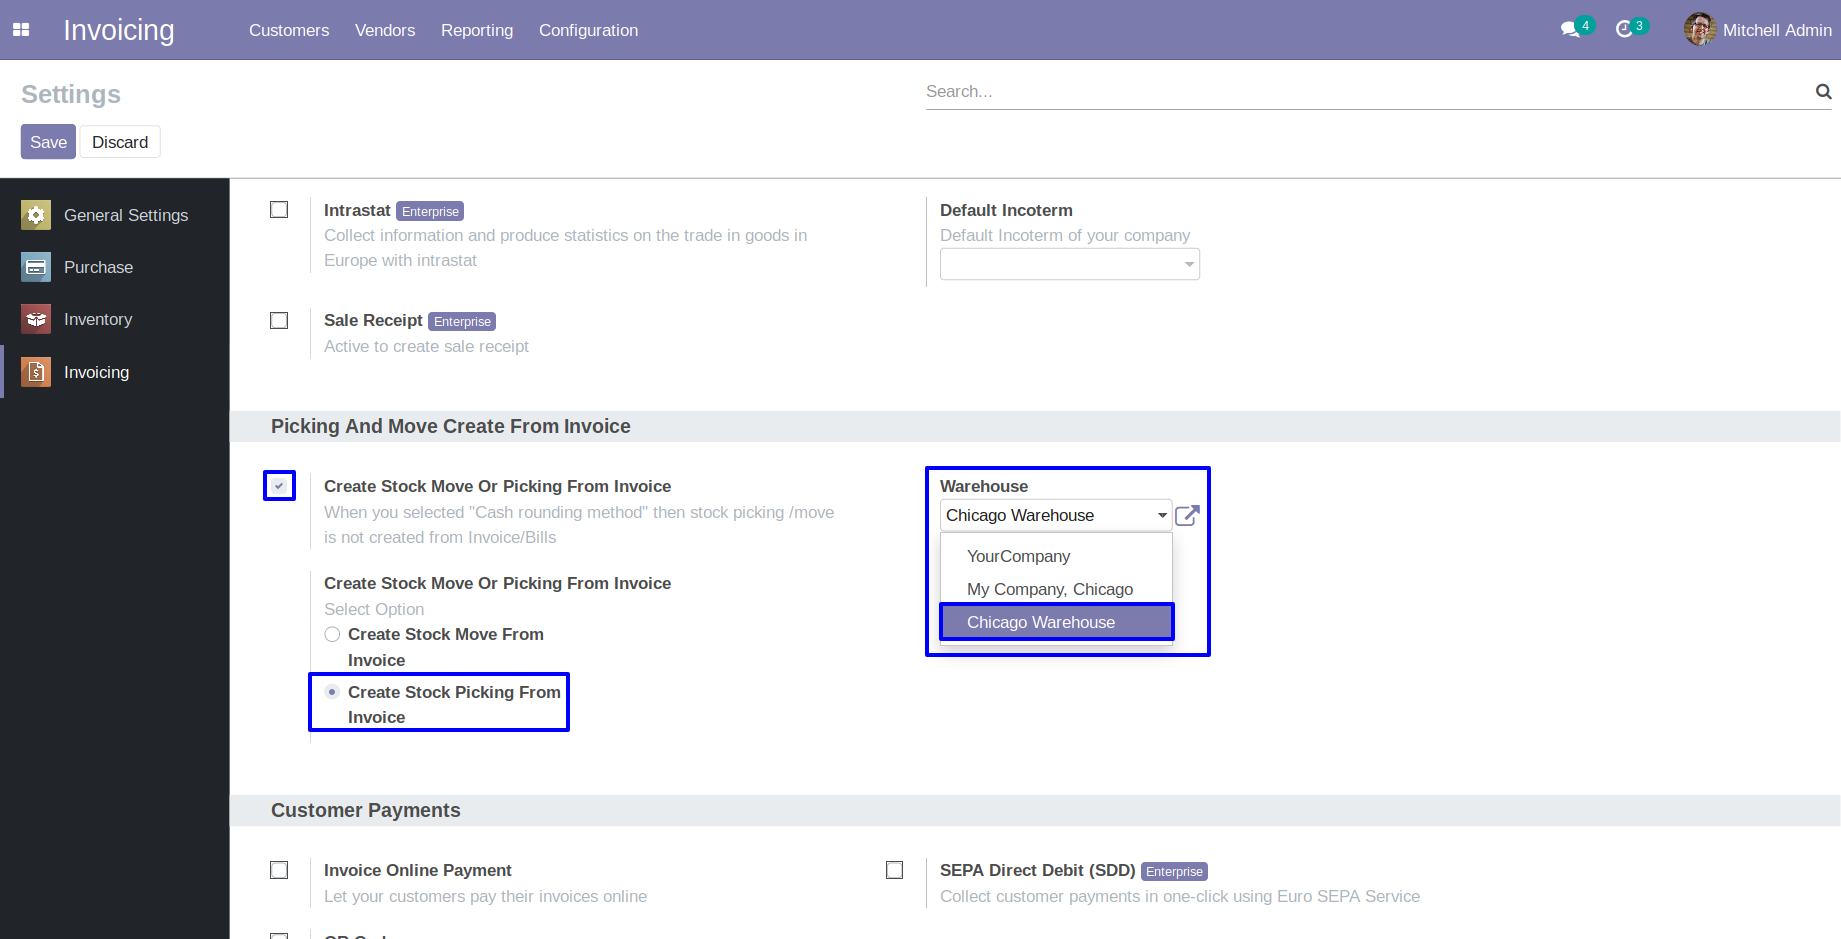 Invoicing
Customers
Vendors
Reporting
Configuration
4
3
Mitchell Admin
Settings
Search...
Save
Discard
General Settings
Purchase
Inventory
Invoicing
Intrastat Enterprise
Collect information and produce statistics on the trade in goods in
Europe with intrastat
Default Incoterm
Default Incoterm of your company
Sale Receipt Enterprise
Active to create sale receipt
Picking And Move Create From Invoice
Create Stock Move Or Picking From Invoice
When you selected "Cash rounding method" then stock picking /move
is not created from Invoice/Bills
Create Stock Move Or Picking From Invoice
Select Option
Create Stock Move From
Invoice
Create Stock Picking From
Invoice
Warehouse
Chicago Warehouse
YourCompany
My Company, Chicago
Chicago Warehouse
Customer Payments
Invoice Online Payment
Let your customers pay their invoices online
SEPA Direct Debit (SDD) Enterprise
Collect customer payments in one-click using Euro SEPA Service